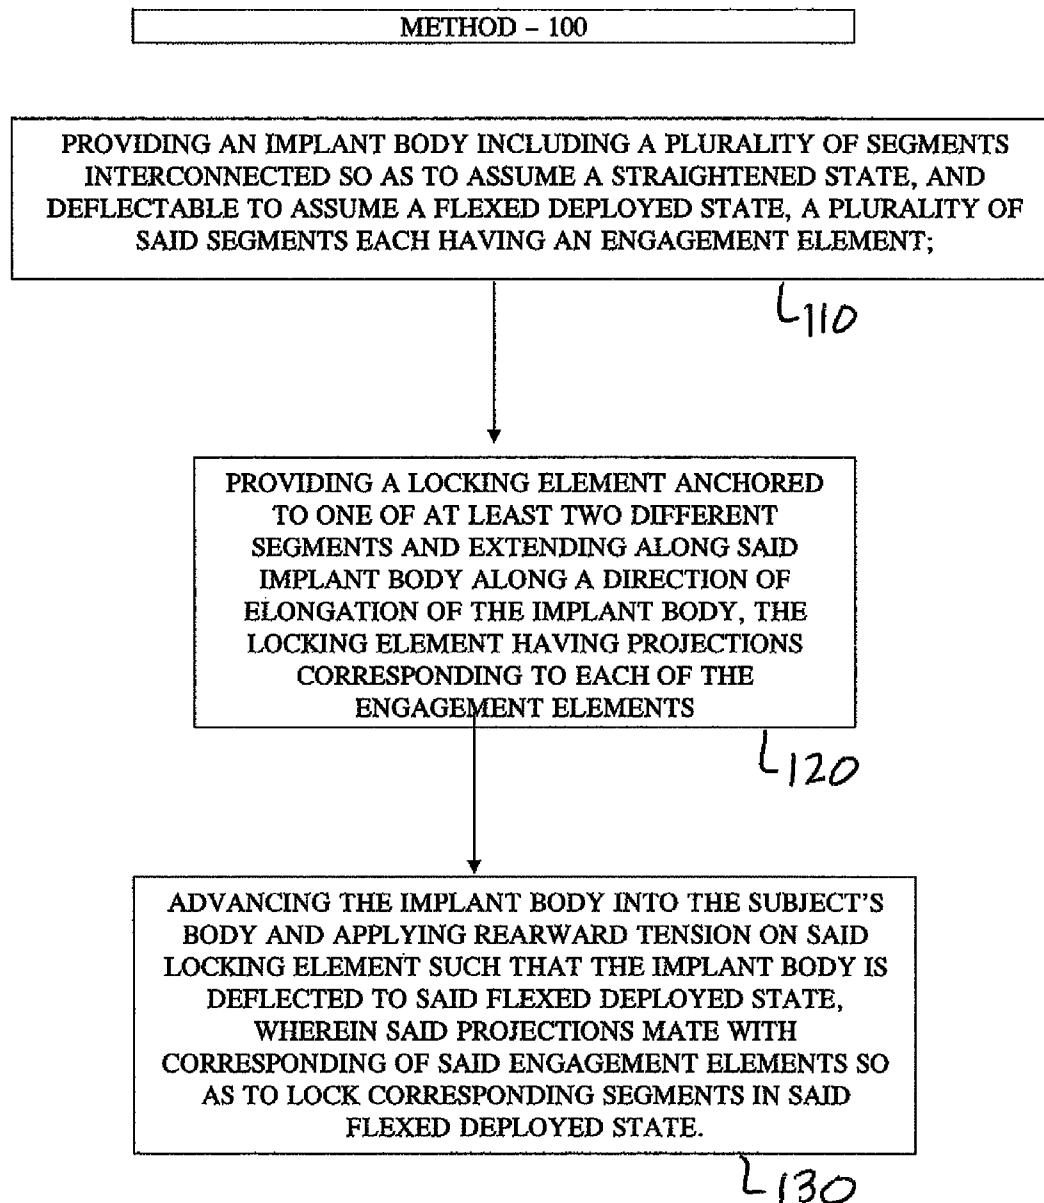 METHOD – 100
PROVIDING AN IMPLANT BODY INCLUDING A PLURALITY OF SEGMENTS
INTERCONNECTED SO AS TO ASSUME A STRAIGHTENED STATE, AND
DEFLECTABLE TO ASSUME A FLEXED DEPLOYED STATE, A PLURALITY OF
SAID SEGMENTS EACH HAVING AN ENGAGEMENT ELEMENT;
110
PROVIDING A LOCKING ELEMENT ANCHORED
TO ONE OF AT LEAST TWO DIFFERENT
SEGMENTS AND EXTENDING ALONG SAID
IMPLANT BODY ALONG A DIRECTION OF
ELONGATION OF THE IMPLANT BODY, THE
LOCKING ELEMENT HAVING PROJECTIONS
CORRESPONDING TO EACH OF THE
ENGAGEMENT ELEMENTS
120
ADVANCING THE IMPLANT BODY INTO THE SUBJECT'S
BODY AND APPLYING REARWARD TENSION ON SAID
LOCKING ELEMENT SUCH THAT THE IMPLANT BODY IS
DEFLECTED TO SAID FLEXED DEPLOYED STATE,
WHEREIN SAID PROJECTIONS MATE WITH
CORRESPONDING OF SAID ENGAGEMENT ELEMENTS SO
AS TO LOCK CORRESPONDING SEGMENTS IN SAID
FLEXED DEPLOYED STATE.
130